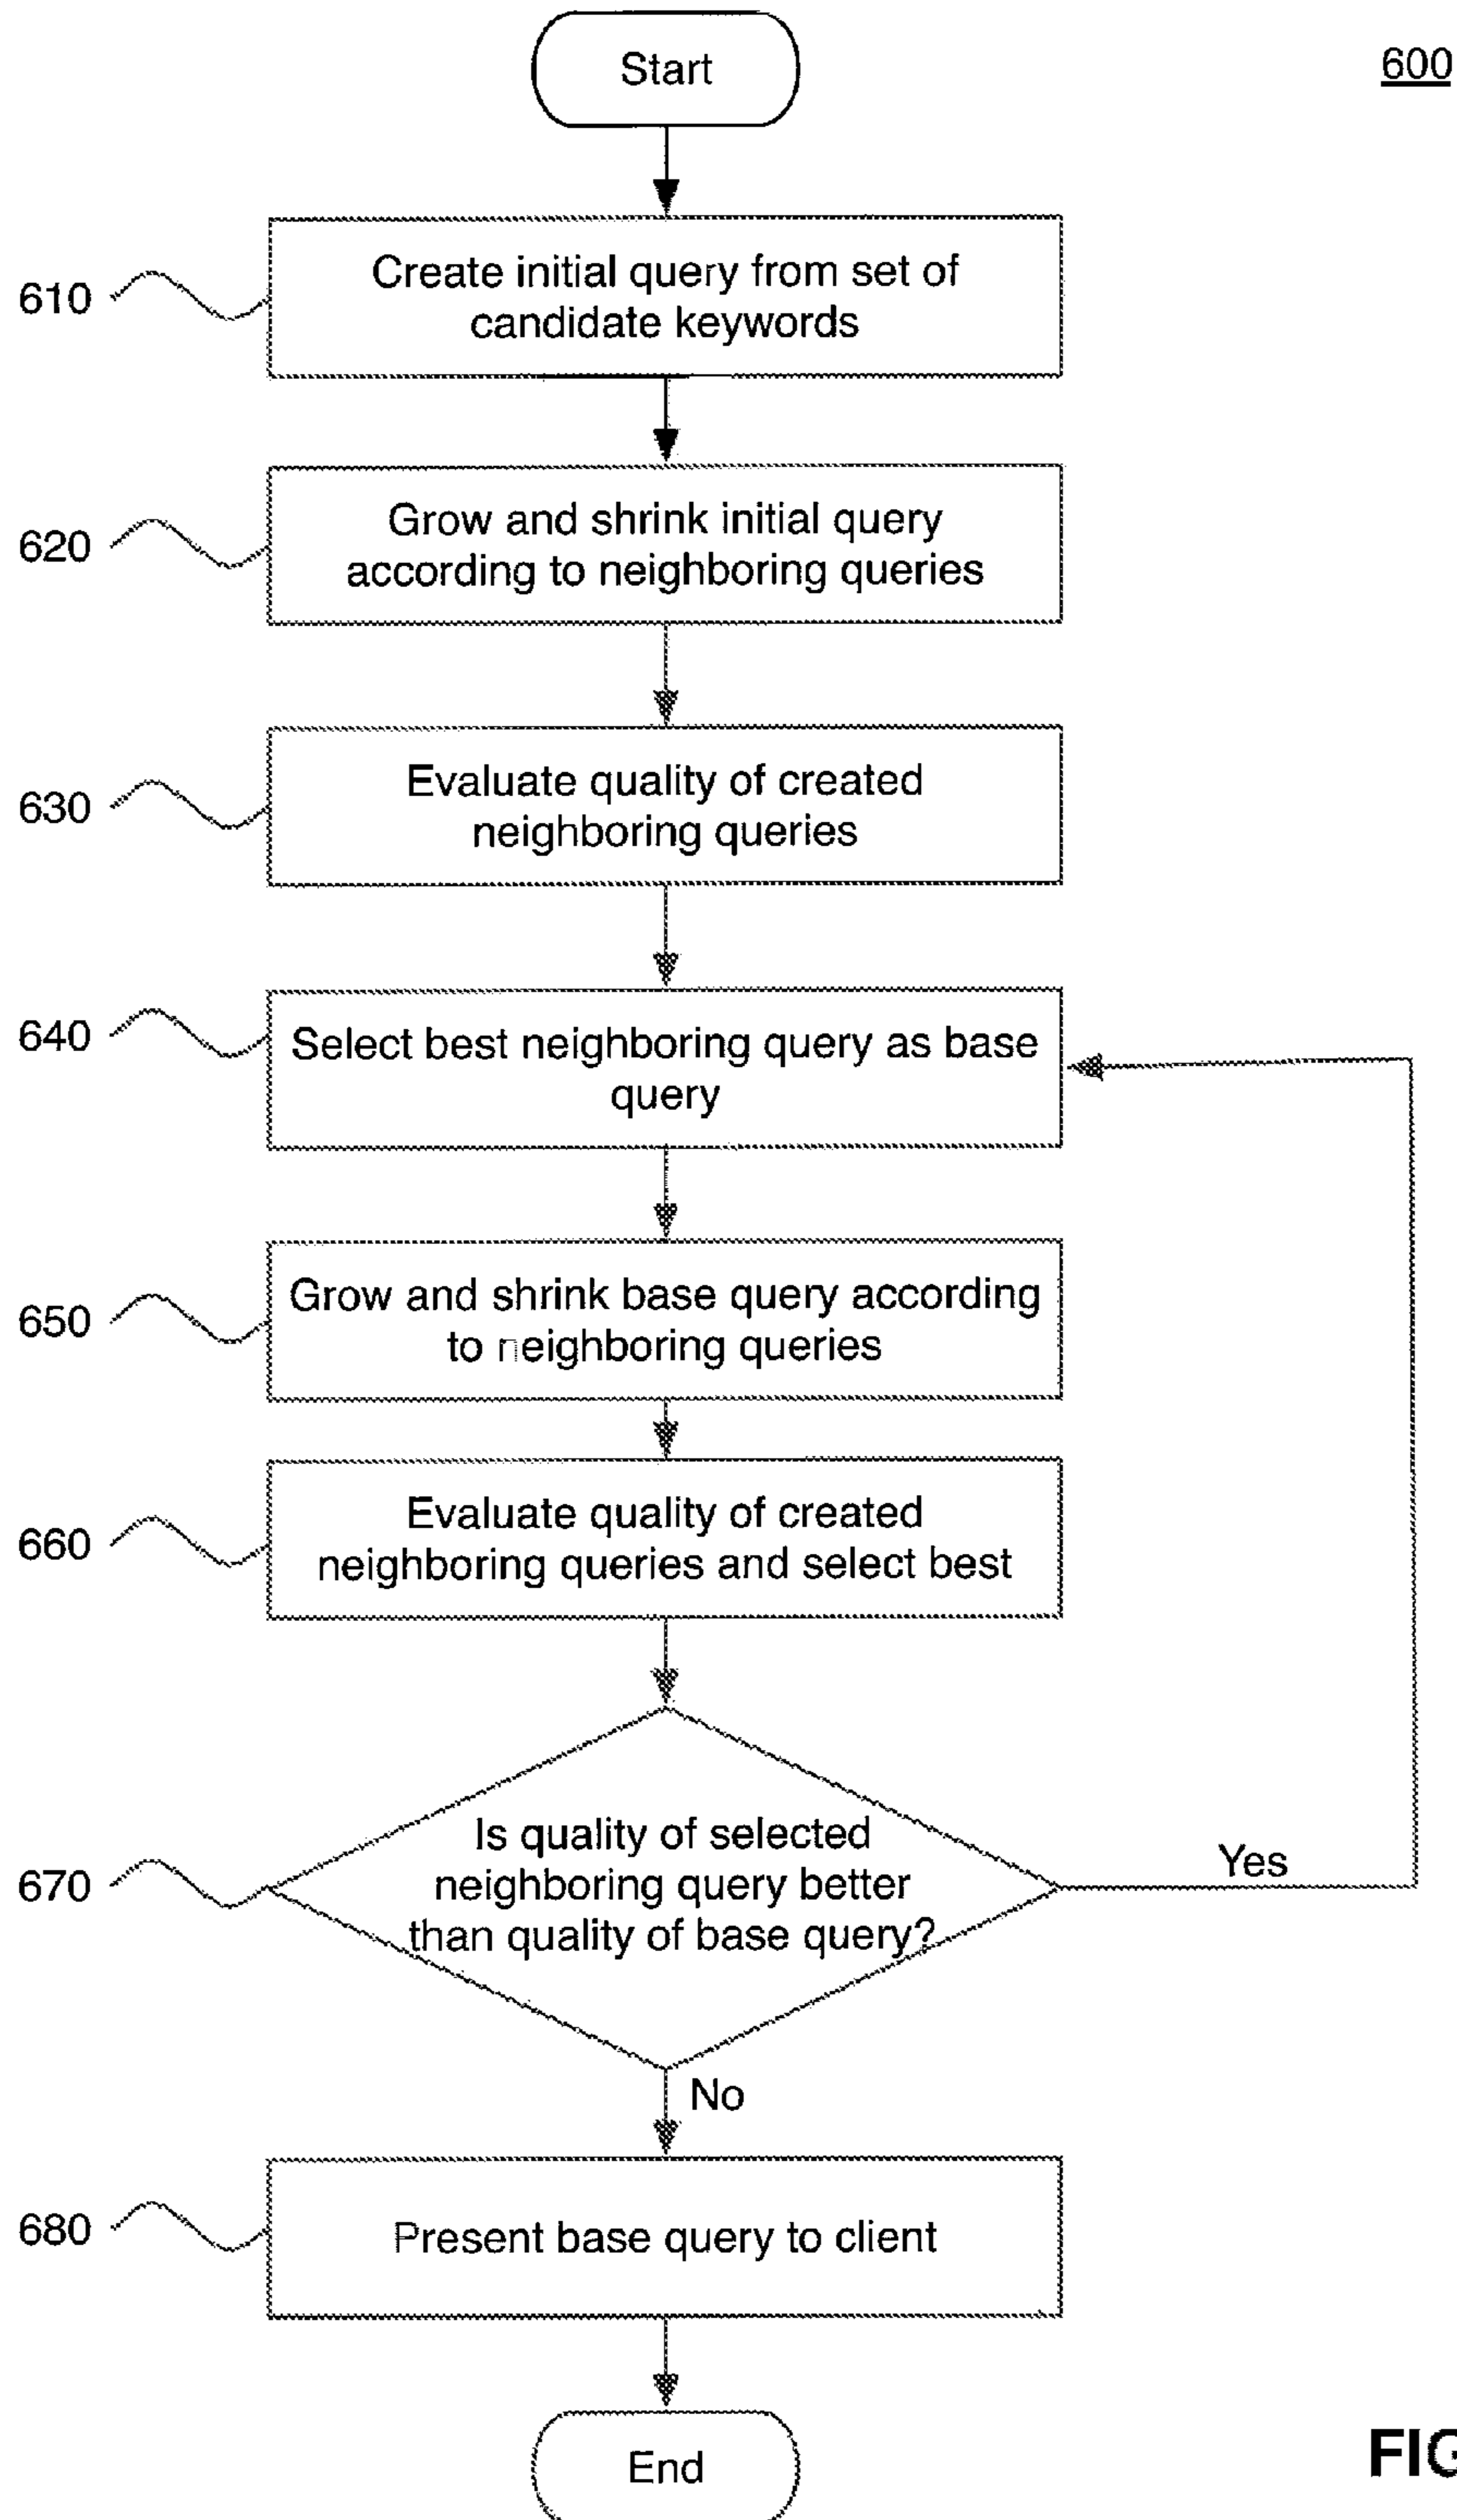 Start
600
610
Create initial query from set of
candidate keywords
620
Grow and shrink initial query
according to neighboring queries
630
Evaluate quality of created
neighboring queries
640
Select best neighboring query as base
query
650
Grow and shrink base query according
to neighboring queries
660
Evaluate quality of created
neighboring queries and select best
670
Is quality of selected
neighboring query better
than quality of base query?
Yes
No
680
Present base query to client
End